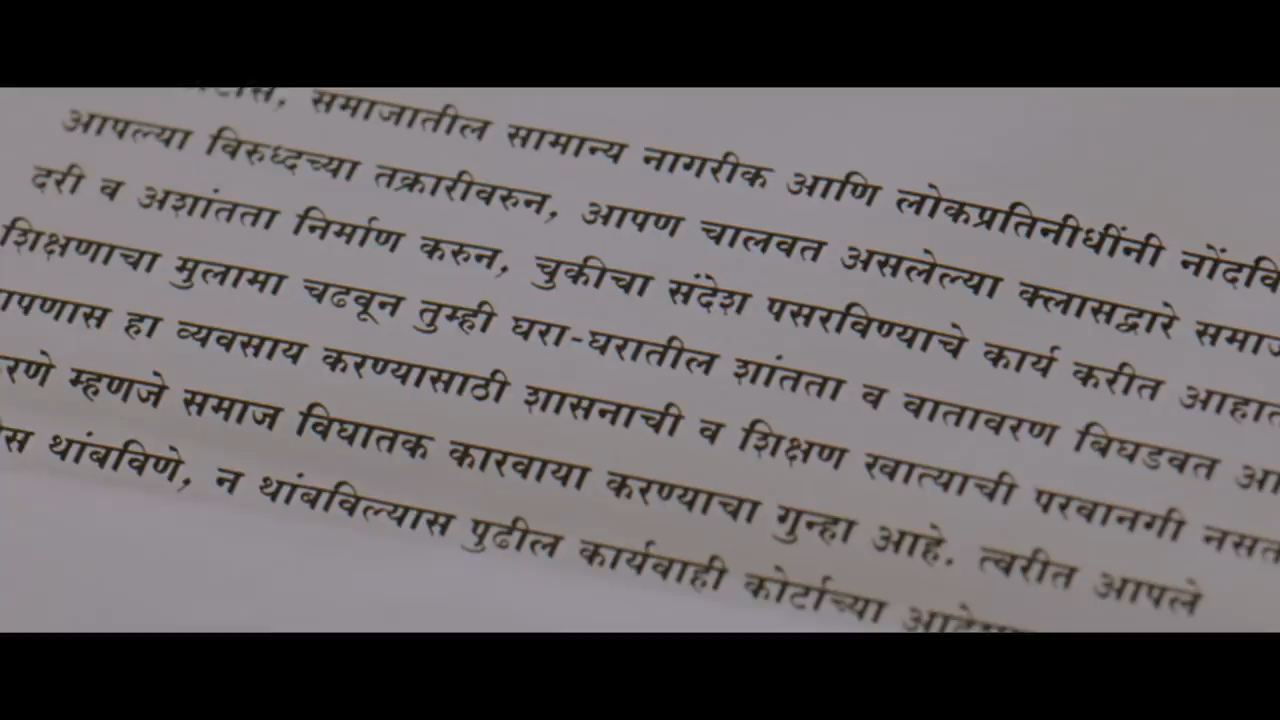 समाजातील सामान्य नागरीक आणि लोकप्रतिनीधींनी नोंदवि
आपल्या विरुध्दच्या तक्रारीवरुन, आपण चालवत असलेल्या क्लासद्वारे समाज
दरी व अशांतता निर्माण करुन, चुकीचा संदेश पसरविण्याचे कार्य करीत आहात
शिक्षणाचा मुलामा चढवून तुम्ही घरा-घरातील शांतता व वातावरण बिघडवत आ
पणास हा व्यवसाय करण्यासाठी शासनाची व शिक्षण खात्याची परवानगी नसत
रणे म्हणजे समाज विघातक कारवाया करण्याचा गुन्हा आहे. त्वरीत आपले
स थांबविणे, न थांबविल्यास पुढील कार्यवाही कोर्टाच्या